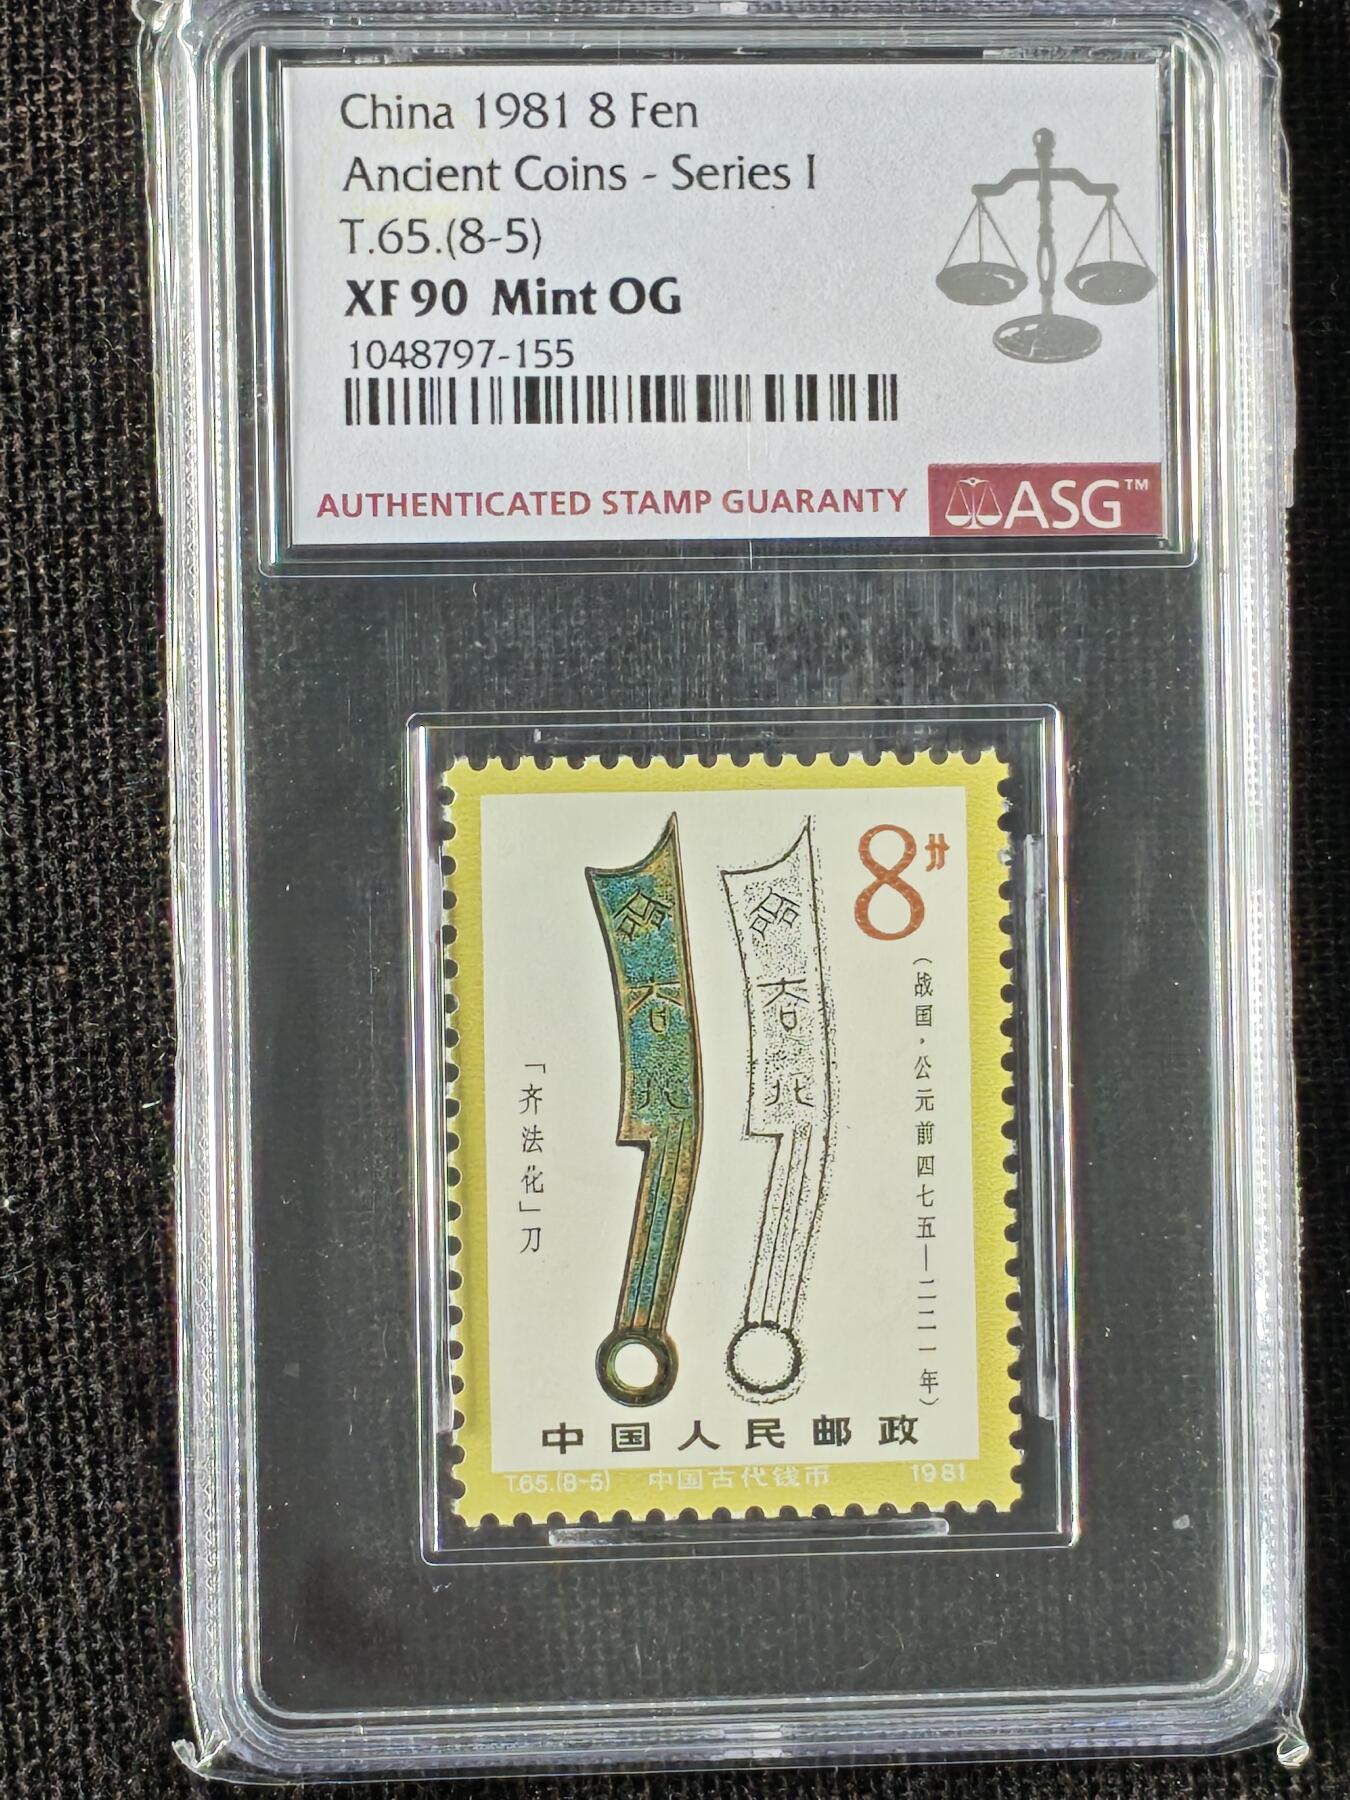 China 1981 8 Fen
Ancient Coins - Series I
T.65.(8-5)
XF 90 Mint OG
1048797-155
AUTHENTICATED STAMP GUARANTY
ASG™
8分
（战国·公元前四七五—二二一年）
「齐法化」刀
中国人民邮政
T65.(8-5) 中国古代钱币 1981